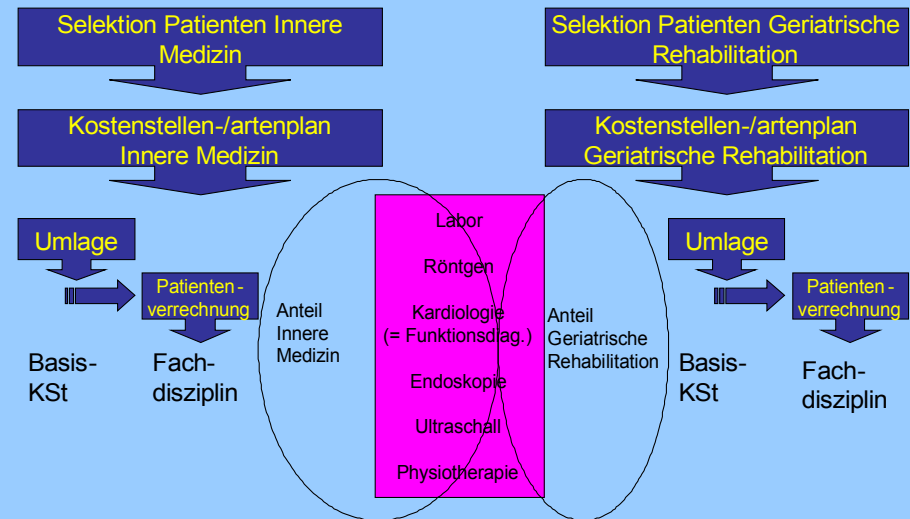 Selektion Patienten Innere
Medizin
Kostenstellen-/artenplan
Innere Medizin
Umlage
Patienten-
verrechnung
Basis-
KSt
Fach-
disziplin
Anteil
Innere
Medizin
Labor
Röntgen
Kardiologie
(= Funktionsdiag.)
Endoskopie
Ultraschall
Physiotherapie
Anteil
Geriatrische
Rehabilitation
Selektion Patienten Geriatrische
Rehabilitation
Kostenstellen-/artenplan
Geriatrische Rehabilitation
Umlage
Patienten-
verrechnung
Basis-
KSt
Fach-
disziplin